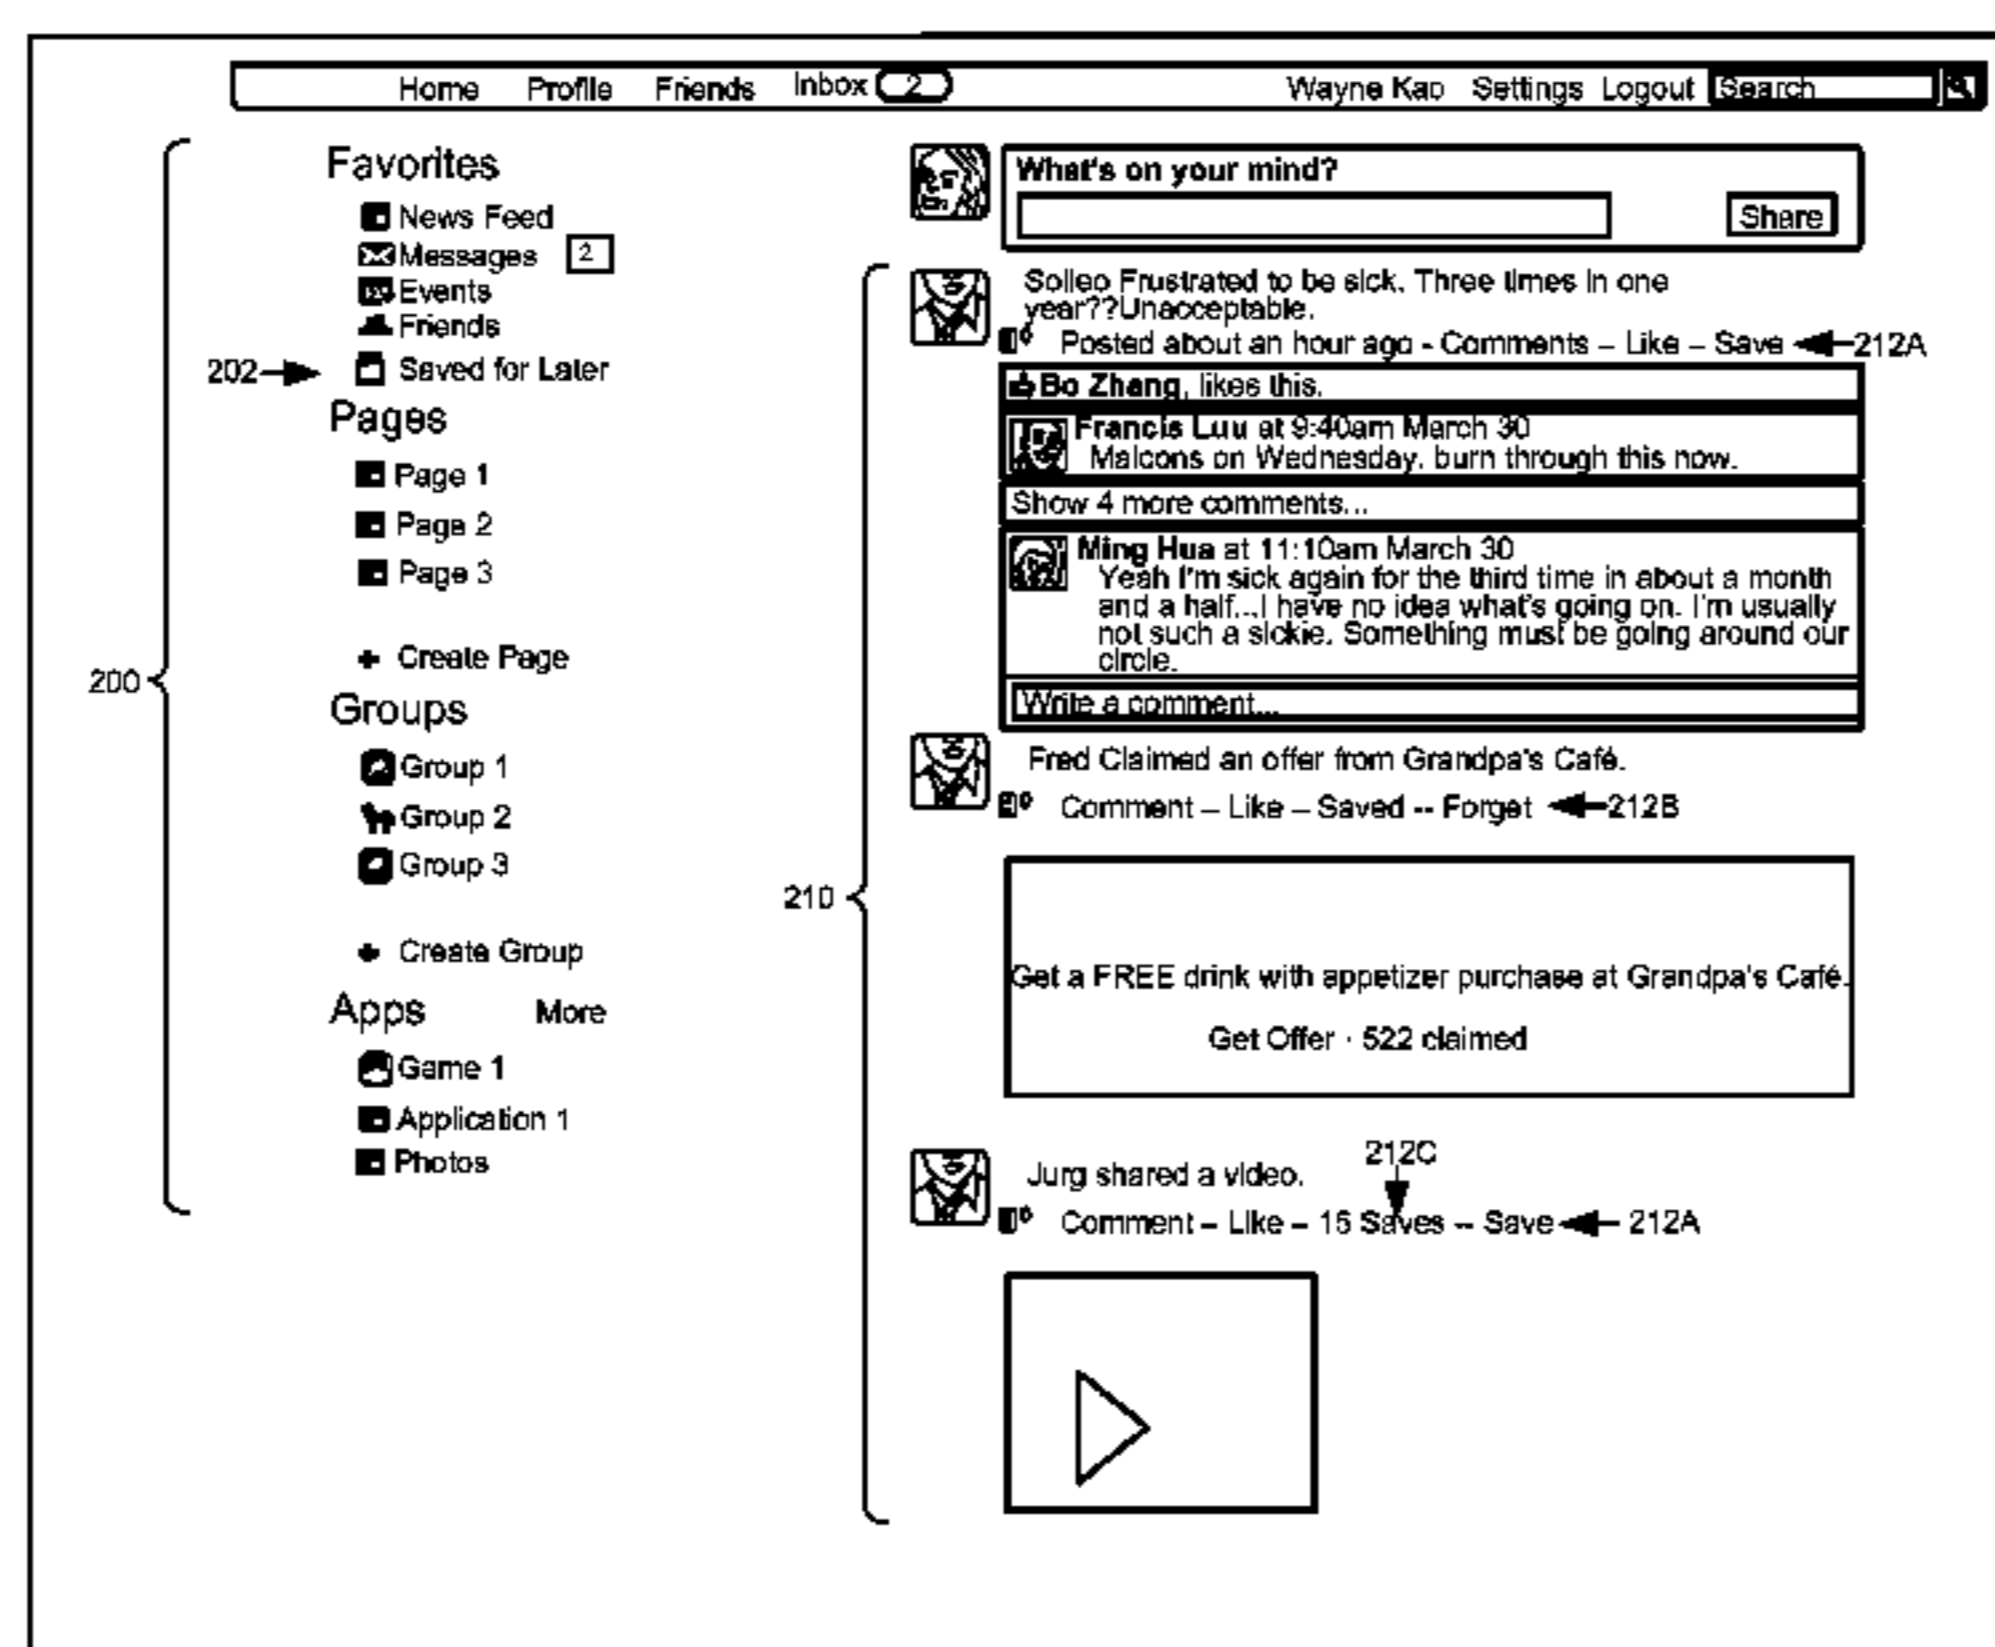 Home Profile Friends Inbox 2 Wayne Kao Settings Logout Search
Favorites
News Feed
Messages 2
Events
Friends
202
Saved for Later
Pages
Page 1
Page 2
Page 3
+ Create Page
200
Groups
Group 1
Group 2
Group 3
+ Create Group
Apps More
Game 1
Application 1
Photos
What's on your mind?
Share
Solleo Frustrated to be sick. Three times in one
year??Unacceptable.
Posted about an hour ago - Comments – Like – Save 212A
Bo Zhang, likes this.
Francis Luu at 9:40am March 30
Malcons on Wednesday, burn through this now.
Show 4 more comments...
Ming Hua at 11:10am March 30
Yeah I'm sick again for the third time in about a month
and a half...I have no idea what's going on. I'm usually
not such a sickie. Something must be going around our
circle.
Write a comment...
Fred Claimed an offer from Grandpa's Café.
Comment – Like – Saved -- Forget 212B
210
Get a FREE drink with appetizer purchase at Grandpa's Café.
Get Offer · 522 claimed
212C
Jurg shared a video.
Comment – Like – 15 Saves -- Save 212A